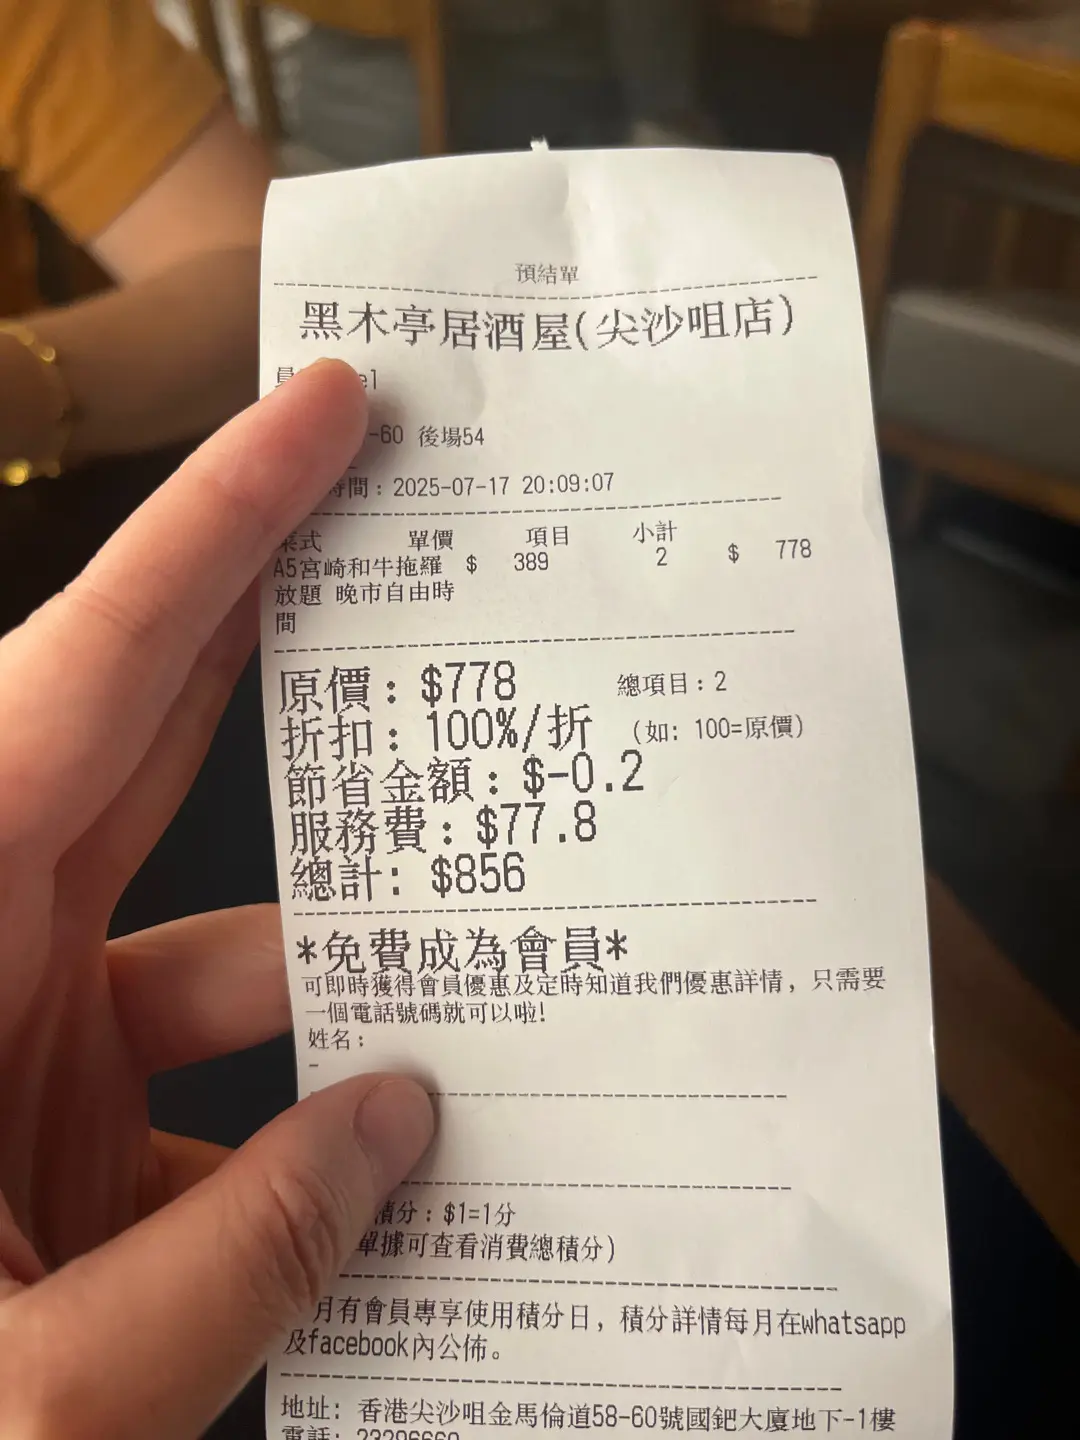 預結單
黑木亭居酒屋(尖沙咀店)
員 el
-60 後場54
時間：2025-07-17 20:09:07
菜式 單價 項目 小計
A5宮崎和牛拖羅 $ 389 2 $ 778
放題 晚市自由時
間
原價：$778 總項目：2
折扣：100%/折 (如: 100=原價)
節省金額：$-0.2
服務費：$77.8
總計: $856
*免費成為會員*
可即時獲得會員優惠及定時知道我們優惠詳情，只需要
一個電話號碼就可以啦!
姓名：
-
積分：$1=1分
單據可查看消費總積分)
月有會員專享使用積分日，積分詳情每月在whatsapp
及facebook內公佈。
地址: 香港尖沙咀金馬倫道58-60號國鈀大廈地下-1樓
電話: